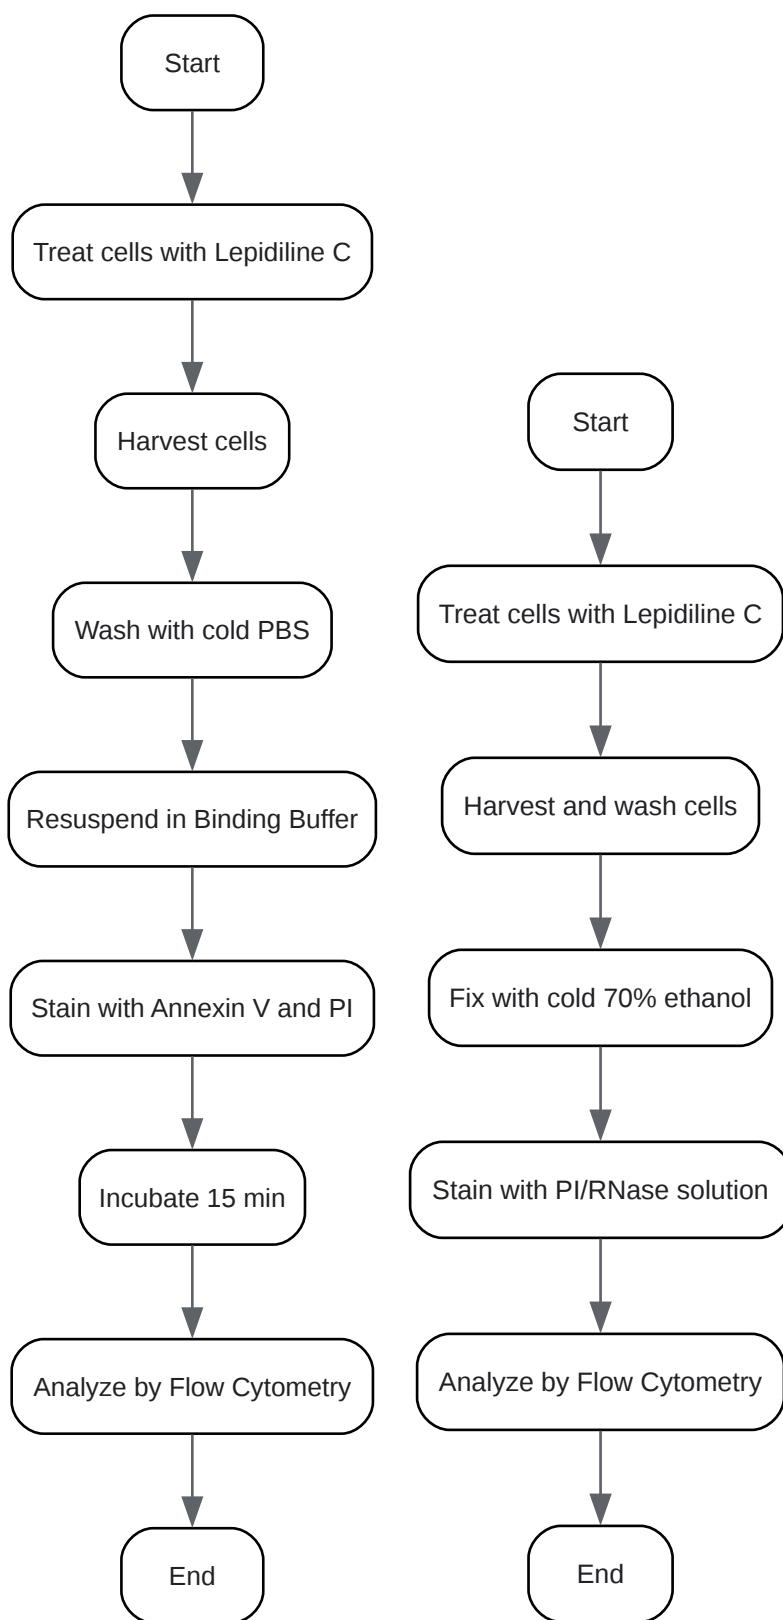 Start
Treat cells with Lepidiline C
Harvest cells
Wash with cold PBS
Resuspend in Binding Buffer
Stain with Annexin V and PI
Incubate 15 min
Analyze by Flow Cytometry
End
Start
Treat cells with Lepidiline C
Harvest and wash cells
Fix with cold 70% ethanol
Stain with PI/RNase solution
Analyze by Flow Cytometry
End